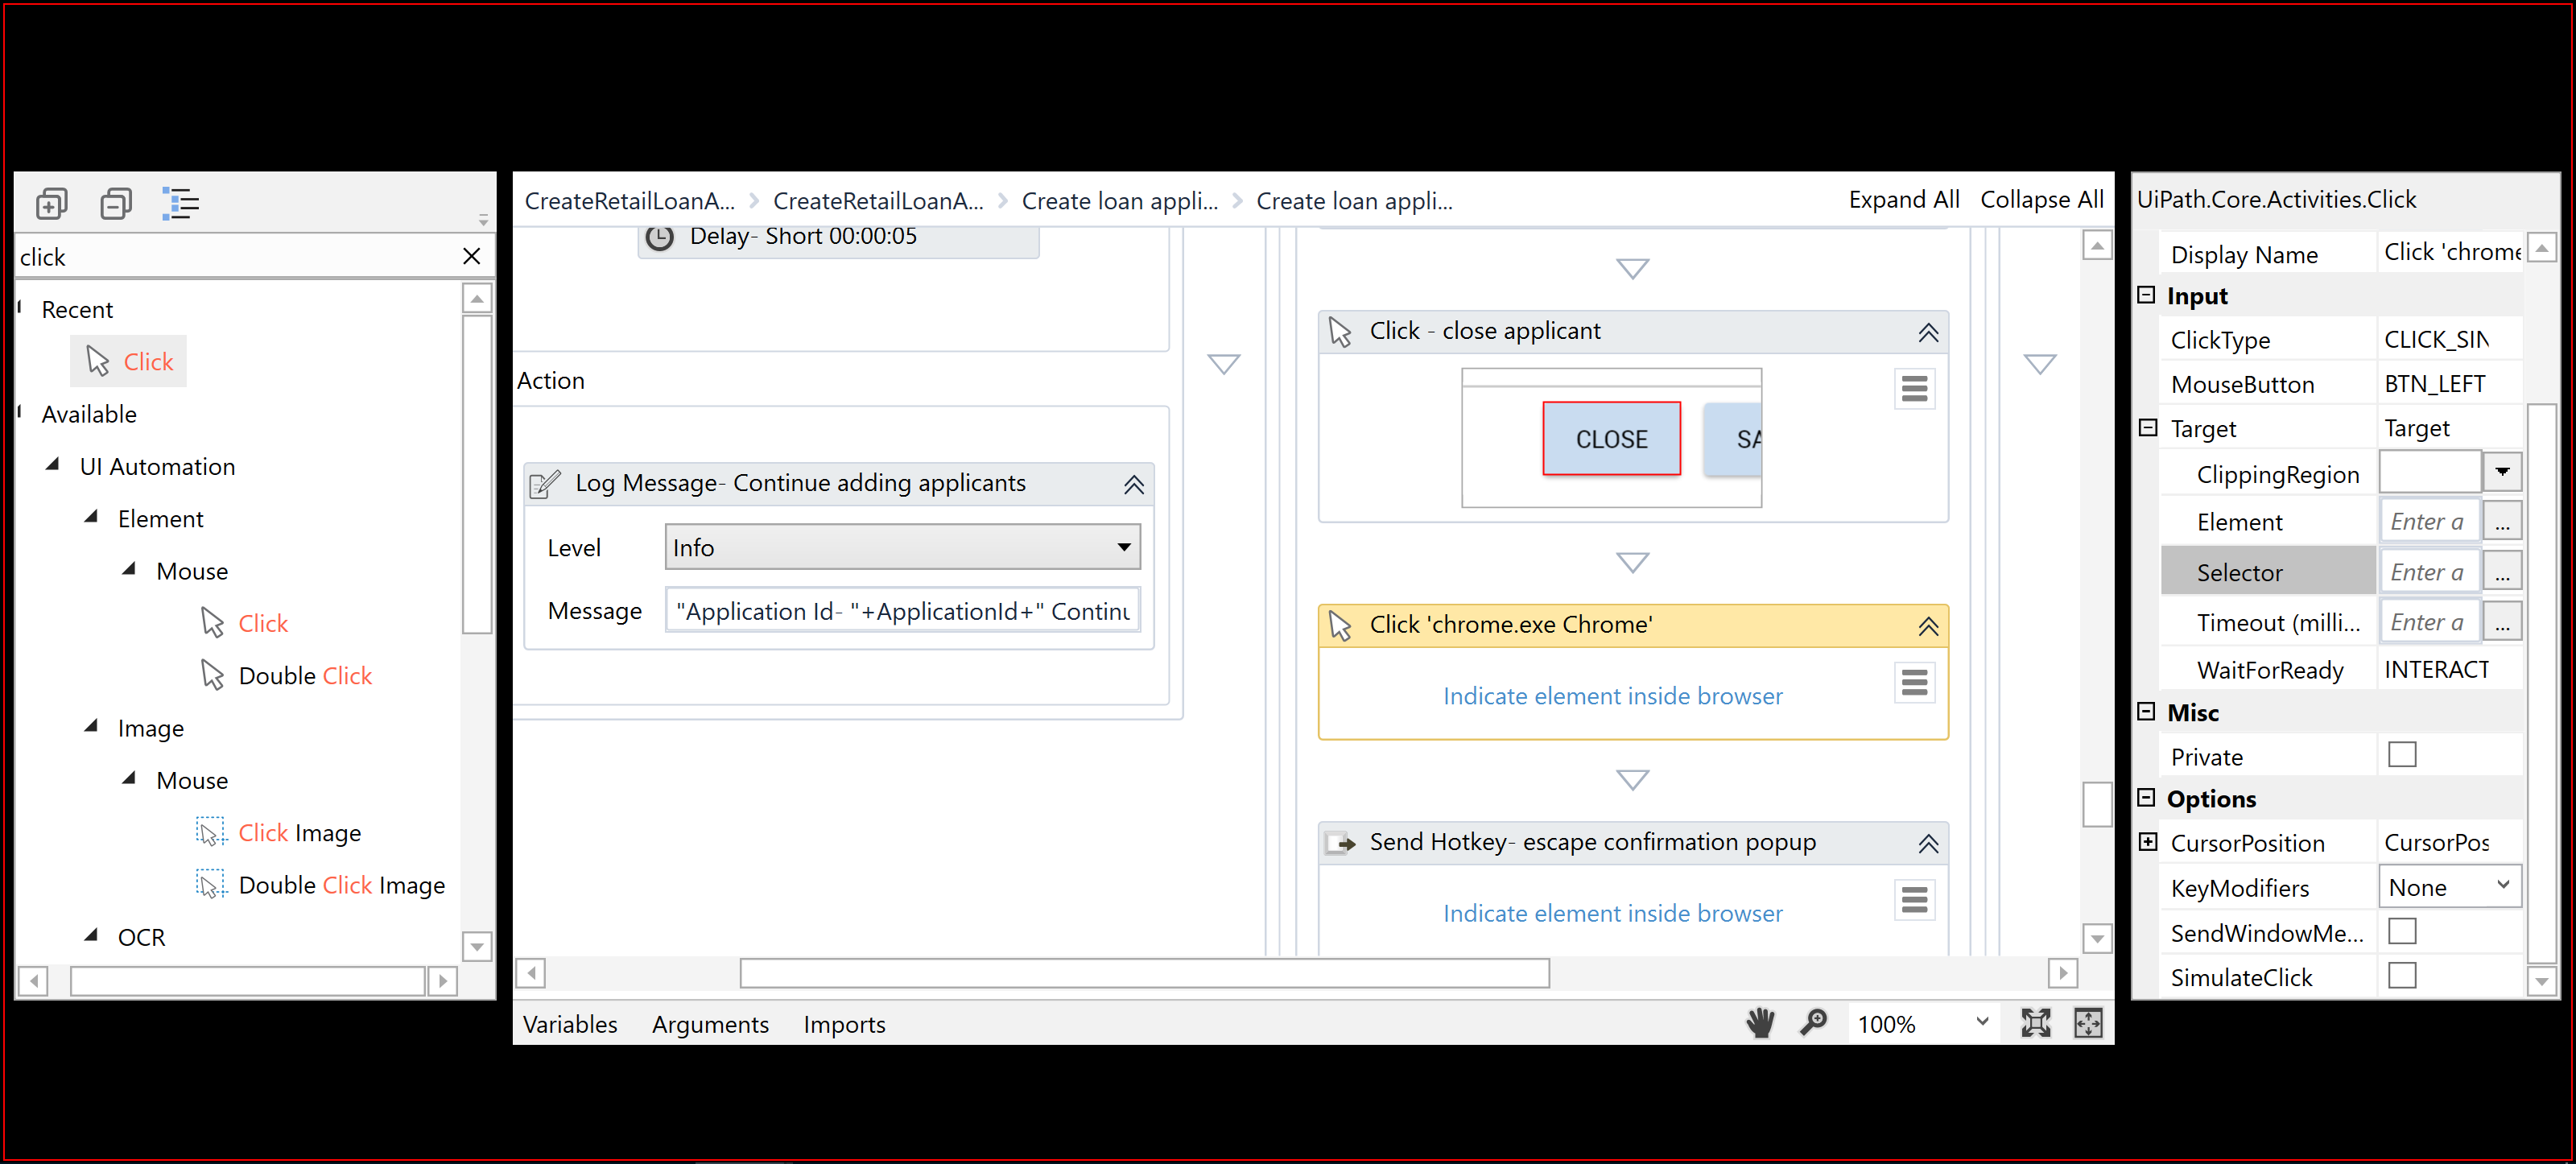 click
Recent
Click
Available
UI Automation
Element
Mouse
Click
Double Click
Image
Mouse
Click Image
Double Click Image
OCR
CreateRetailLoanA... > CreateRetailLoanA... > Create loan appli... > Create loan appli...
Expand All Collapse All
Delay- Short 00:00:05
Action
Log Message- Continue adding applicants
Level Info
Message "Application Id- "+ApplicationId+" Continu
Click - close applicant
CLOSE SA
Click 'chrome.exe Chrome'
Indicate element inside browser
Send Hotkey- escape confirmation popup
Indicate element inside browser
Variables Arguments Imports
100%
UiPath.Core.Activities.Click
Display Name Click 'chrome
Input
ClickType CLICK_SIN
MouseButton BTN_LEFT
Target Target
ClippingRegion
Element Enter a ...
Selector Enter a ...
Timeout (milli... Enter a ...
WaitForReady INTERACT
Misc
Private
Options
CursorPosition CursorPos
KeyModifiers None
SendWindowMe...
SimulateClick